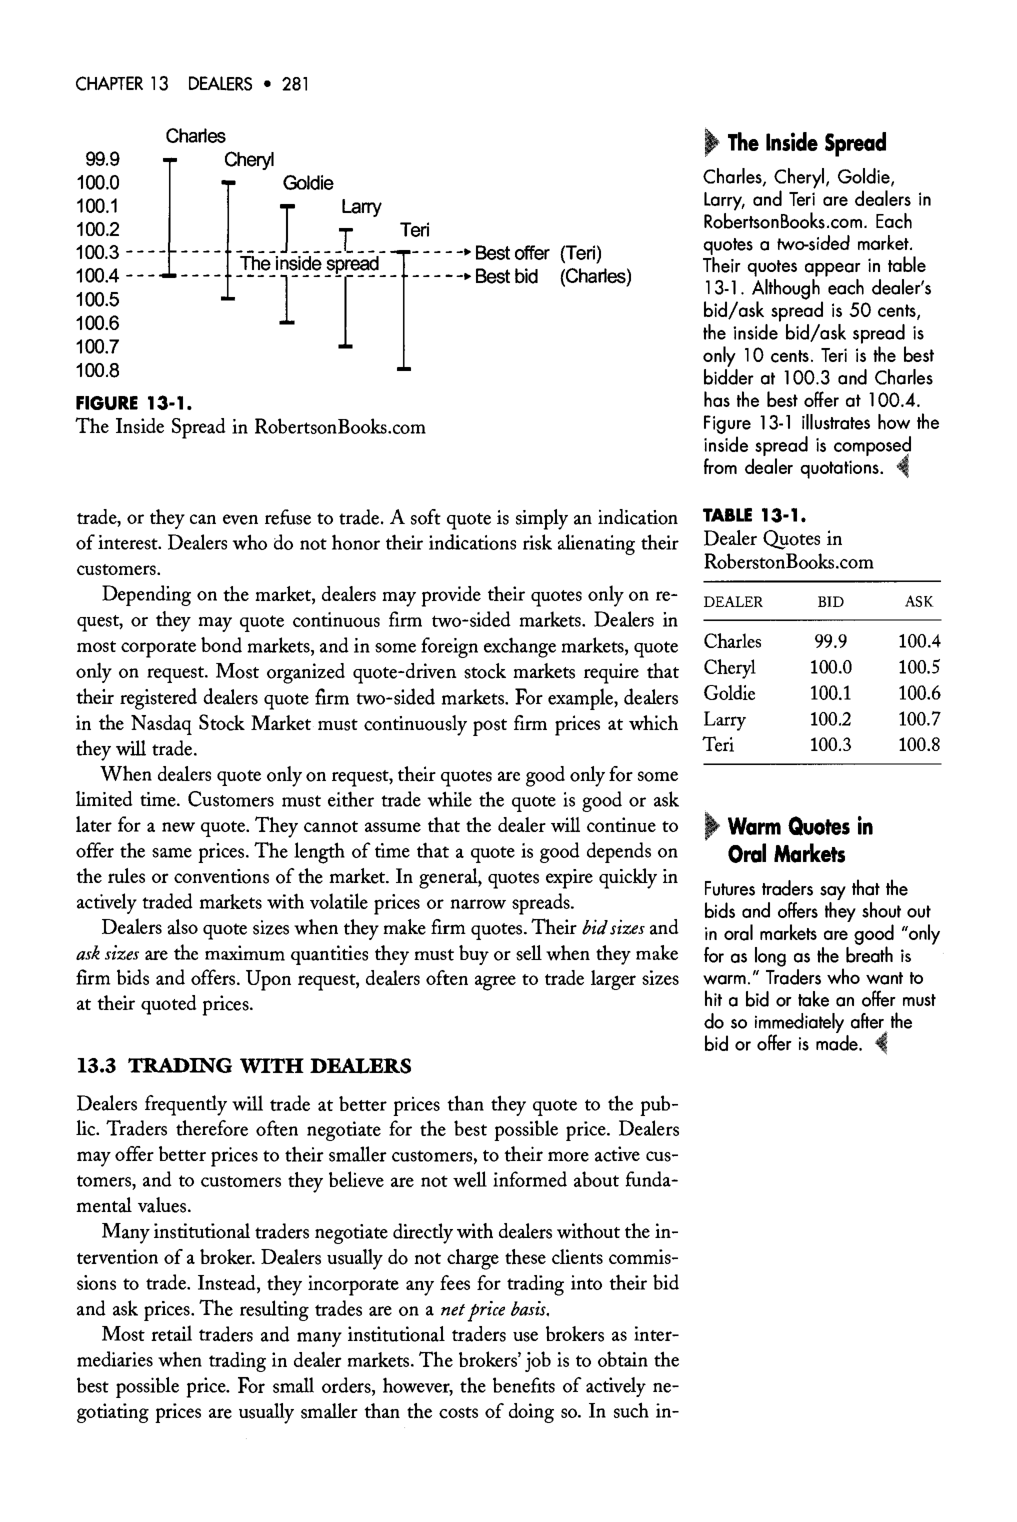 CHAPTER 13 DEALERS • 281
Charles
99.9 Cheryl
100.0 Goldie
100.1 Larry
100.2 Teri
100.3 Best offer (Teri)
The inside spread
100.4 Best bid (Charles)
100.5
100.6
100.7
100.8
FIGURE 13-1.
The Inside Spread in RobertsonBooks.com
The Inside Spread
Charles, Cheryl, Goldie,
Larry, and Teri are dealers in
RobertsonBooks.com. Each
quotes a two-sided market.
Their quotes appear in table
13-1. Although each dealer's
bid/ask spread is 50 cents,
the inside bid/ask spread is
only 10 cents. Teri is the best
bidder at 100.3 and Charles
has the best offer at 100.4.
Figure 13-1 illustrates how the
inside spread is composed
from dealer quotations.
trade, or they can even refuse to trade. A soft quote is simply an indication
of interest. Dealers who do not honor their indications risk alienating their
customers.
Depending on the market, dealers may provide their quotes only on re-
quest, or they may quote continuous firm two-sided markets. Dealers in
most corporate bond markets, and in some foreign exchange markets, quote
only on request. Most organized quote-driven stock markets require that
their registered dealers quote firm two-sided markets. For example, dealers
in the Nasdaq Stock Market must continuously post firm prices at which
they will trade.
When dealers quote only on request, their quotes are good only for some
limited time. Customers must either trade while the quote is good or ask
later for a new quote. They cannot assume that the dealer will continue to
offer the same prices. The length of time that a quote is good depends on
the rules or conventions of the market. In general, quotes expire quickly in
actively traded markets with volatile prices or narrow spreads.
Dealers also quote sizes when they make firm quotes. Their bid sizes and
ask sizes are the maximum quantities they must buy or sell when they make
firm bids and offers. Upon request, dealers often agree to trade larger sizes
at their quoted prices.
13.3 TRADING WITH DEALERS
Dealers frequently will trade at better prices than they quote to the pub-
lic. Traders therefore often negotiate for the best possible price. Dealers
may offer better prices to their smaller customers, to their more active cus-
tomers, and to customers they believe are not well informed about funda-
mental values.
Many institutional traders negotiate directly with dealers without the in-
tervention of a broker. Dealers usually do not charge these clients commis-
sions to trade. Instead, they incorporate any fees for trading into their bid
and ask prices. The resulting trades are on a net price basis.
Most retail traders and many institutional traders use brokers as inter-
mediaries when trading in dealer markets. The brokers' job is to obtain the
best possible price. For small orders, however, the benefits of actively ne-
gotiating prices are usually smaller than the costs of doing so. In such in-
TABLE 13-1.
Dealer Quotes in
RoberstonBooks.com
DEALER BID ASK
Charles 99.9 100.4
Cheryl 100.0 100.5
Goldie 100.1 100.6
Larry 100.2 100.7
Teri 100.3 100.8
Warm Quotes in
Oral Markets
Futures traders say that the
bids and offers they shout out
in oral markets are good "only
for as long as the breath is
warm." Traders who want to
hit a bid or take an offer must
do so immediately after the
bid or offer is made.